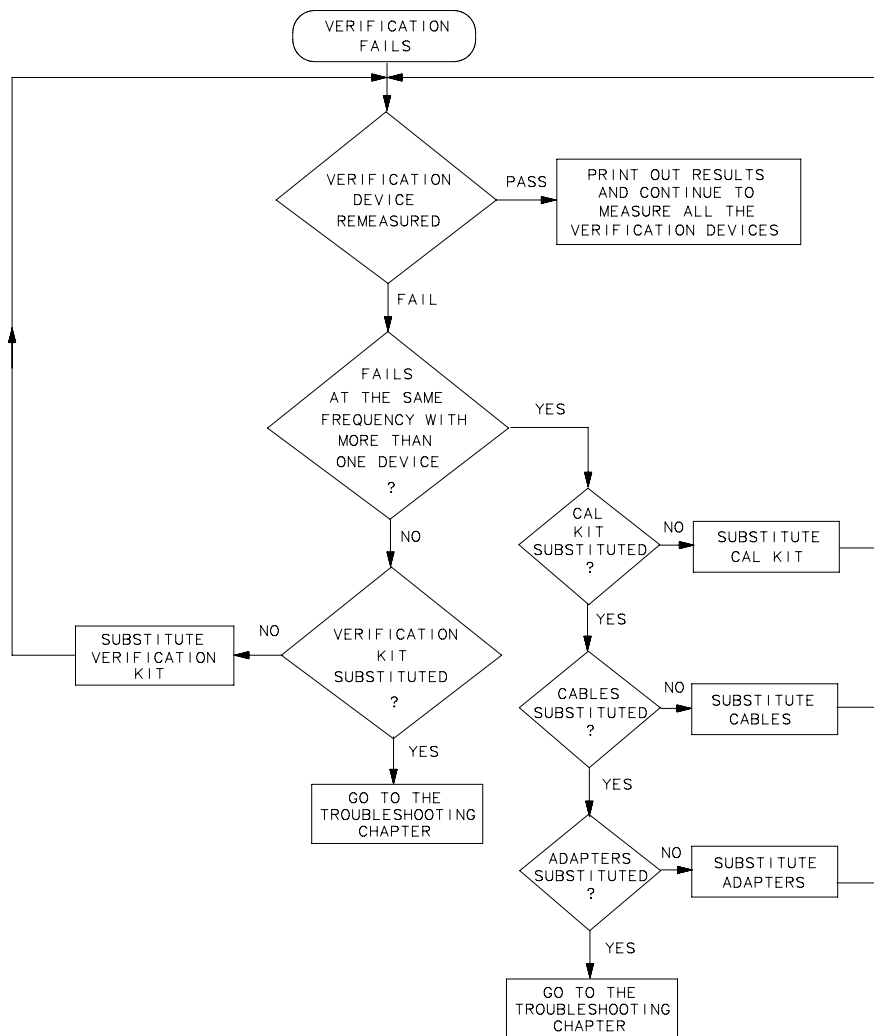 VERIFICATION
FAILS
VERIFICATION
DEVICE
REMEASURED
PASS
PRINT OUT RESULTS
AND CONTINUE TO
MEASURE ALL THE
VERIFICATION DEVICES
FAIL
FAILS
AT THE SAME
FREQUENCY WITH
MORE THAN
ONE DEVICE
?
YES
NO
CAL
KIT
SUBSTITUTED
?
NO
SUBSTITUTE
CAL KIT
YES
VERIFICATION
KIT
SUBSTITUTED
?
NO
SUBSTITUTE
VERIFICATION
KIT
YES
GO TO THE
TROUBLESHOOTING
CHAPTER
CABLES
SUBSTITUTED
?
NO
SUBSTITUTE
CABLES
YES
ADAPTERS
SUBSTITUTED
?
NO
SUBSTITUTE
ADAPTERS
YES
GO TO THE
TROUBLESHOOTING
CHAPTER